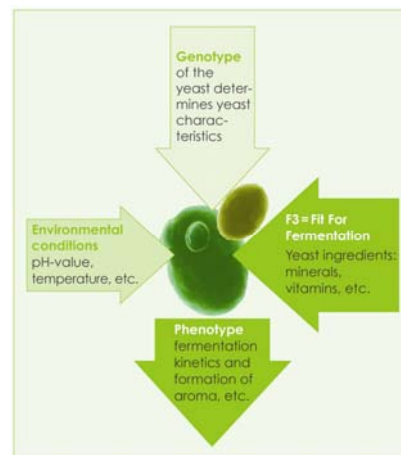 Genotype
of the
yeast deter-
mines yeast
charac-
teristics
Environmental
conditions
pH-value,
temperature, etc.
F3=Fit For
Fermentation
Yeast ingredients:
minerals,
vitamins, etc.
Phenotype
fermentation
kinetics and
formation of
aroma, etc.